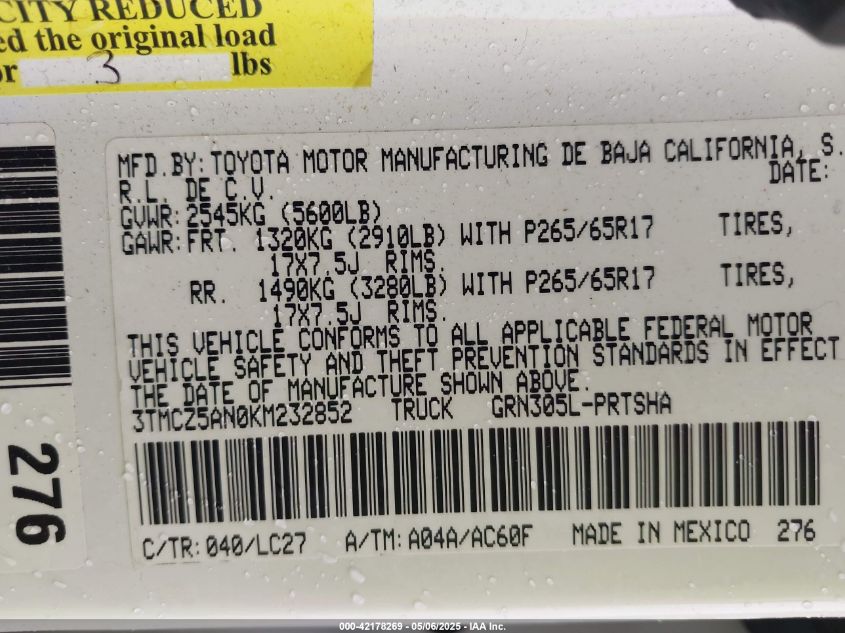 CITY REDUCED
ed the original load
or 3 lbs
MFD.BY: TOYOTA MOTOR MANUFACTURING DE BAJA CALIFORNIA, S.
R.L. DE C.V. DATE:
GVWR: 2545KG (5600LB)
GAWR: FRT. 1320KG (2910LB) WITH P265/65R17 TIRES,
17X7.5J RIMS.
RR. 1490KG (3280LB) WITH P265/65R17 TIRES,
17X7.5J RIMS.
THIS VEHICLE CONFORMS TO ALL APPLICABLE FEDERAL MOTOR
VEHICLE SAFETY AND THEFT PREVENTION STANDARDS IN EFFECT
THE DATE OF MANUFACTURE SHOWN ABOVE.
3TMCZ5AN0KM232852 TRUCK GRN305L-PRTSHA
C/TR: 040/LC27 A/TM: A04A/AC60F MADE IN MEXICO 276
276
000-42178269 - 05/06/2025 - IAA Inc.